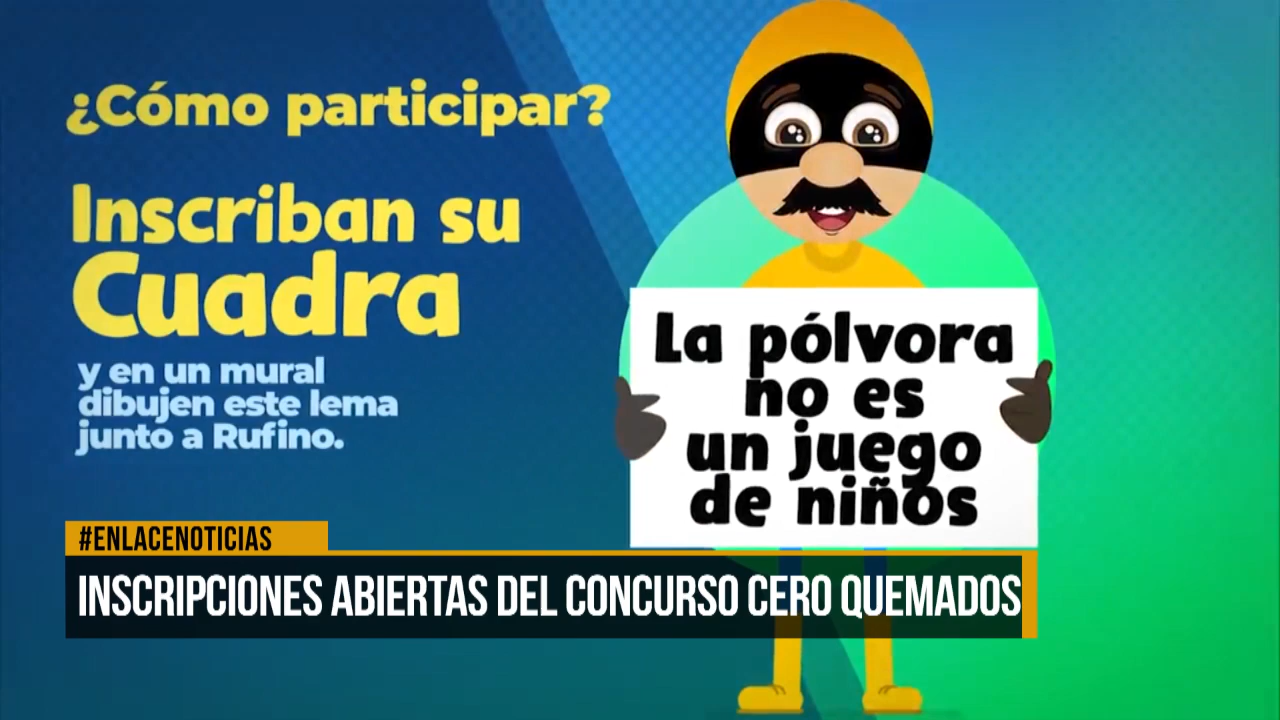 ¿Cómo participar?
Inscriban su
Cuadra
y en un mural
dibujen este lema
junto a Rufino.
La pólvora
no es
un juego
de niños
#ENLACENOTICIAS
INSCRIPCIONES ABIERTAS DEL CONCURSO CERO QUEMADOS